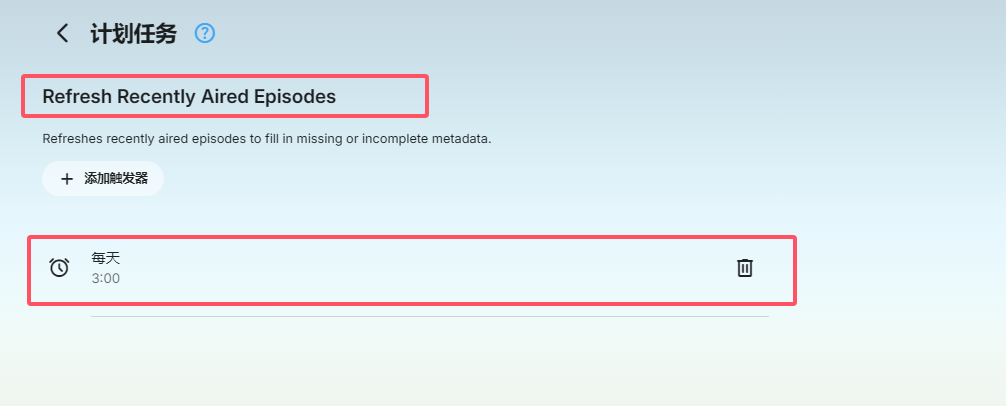 计划任务
Refresh Recently Aired Episodes
Refreshes recently aired episodes to fill in missing or incomplete metadata.
添加触发器
每天
3:00